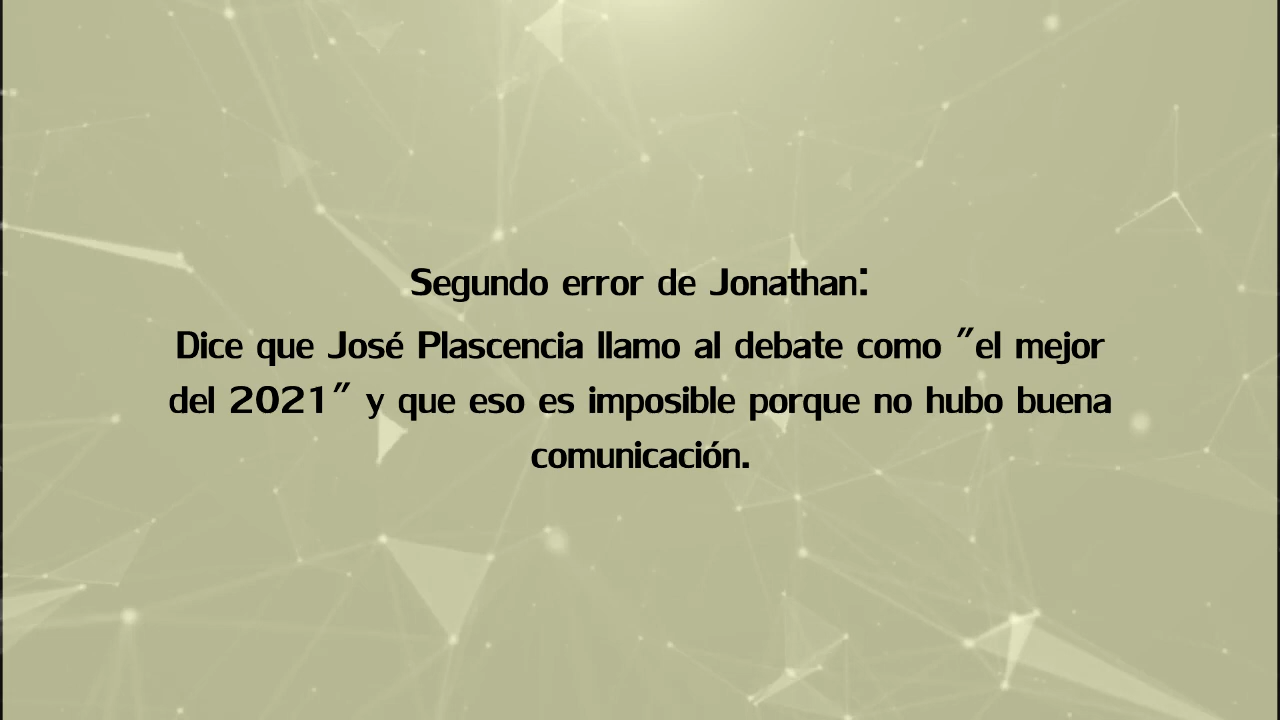 Segundo error de Jonathan:
Dice que José Plascencia llamo al debate como "el mejor
del 2021" y que eso es imposible porque no hubo buena
comunicación.